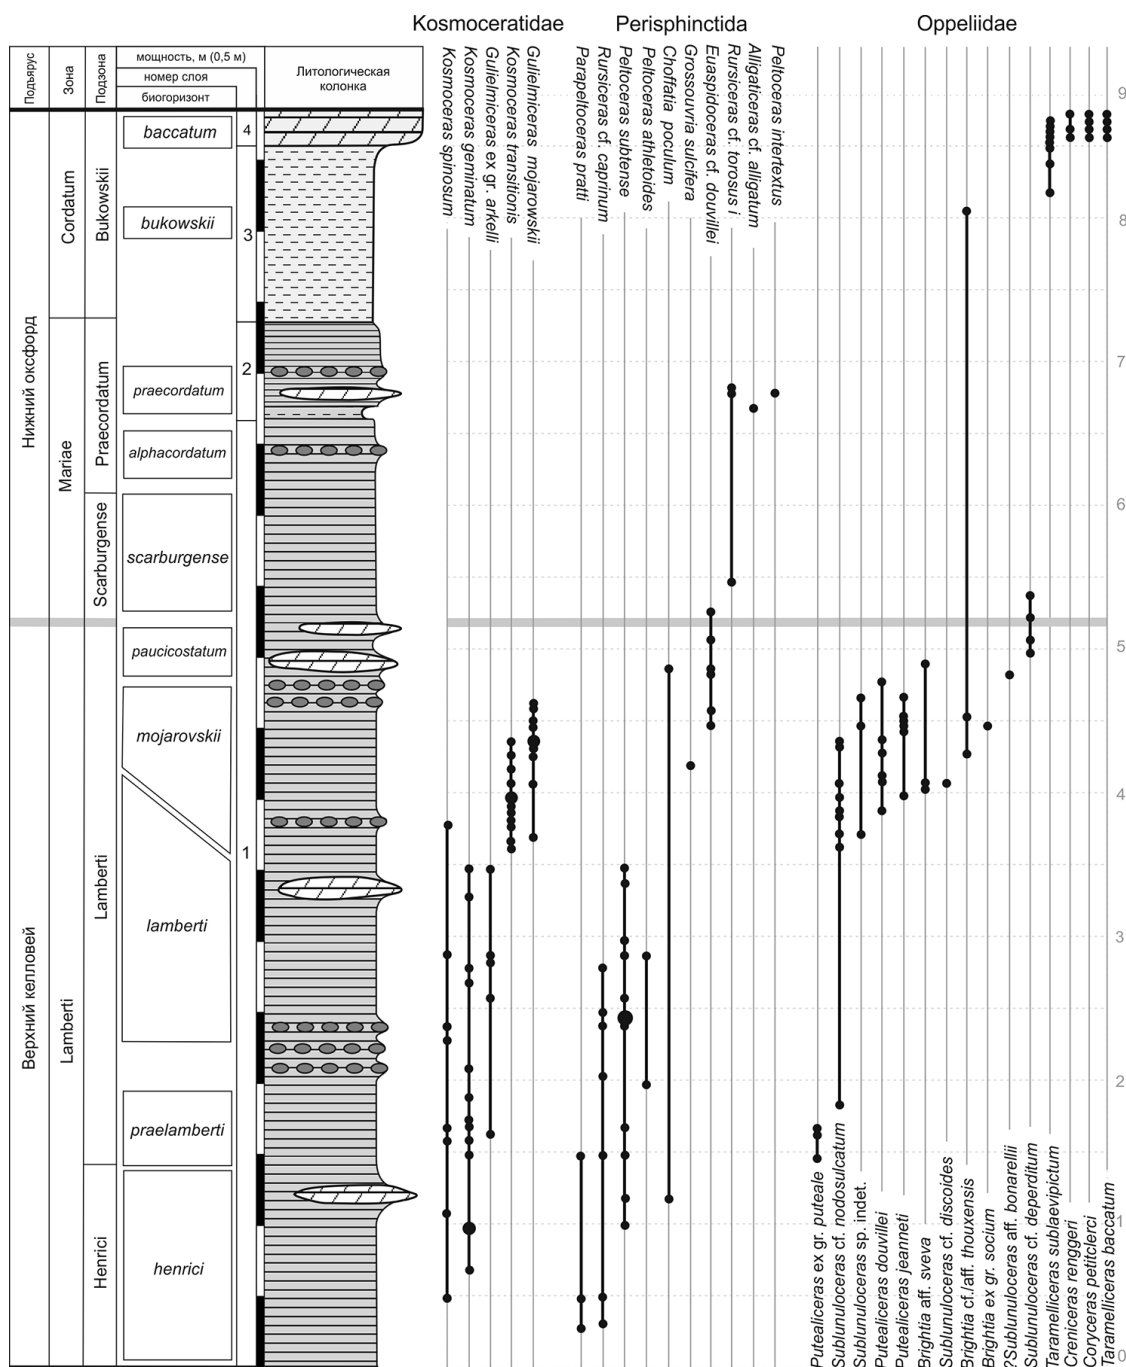 Kosmoceratidae
Perisphinctida
Oppeliidae
Подъярус
Зона
Подзона
мощность, м (0,5 м)
номер слоя
биогоризонт
Литологическая
колонка
Kosmoceras spinosum
Kosmoceras geminatum
Gulielmiceras ex gr. arkelli
Kosmoceras transitionis
Gulielmiceras mojarowskii
Parapeltoceras pratti
Rursiceras cf. caprinum
Peltoceras subtense
Peltoceras athletoides
Choffatia poculum
Grossouvria sulcifera
Euaspidoceras cf. douvillei
Rursiceras cf. torosus i
Alligaticeras cf. alligatum
Peltoceras intertextus
Нижний оксфорд
Верхний келловей
Cordatum
Mariae
Lamberti
Bukowskii
Praecordatum
Scarburgense
Lamberti
Henrici
baccatum
bukowskii
praecordatum
alphacordatum
scarburgense
paucicostatum
mojarovskii
lamberti
praelamberti
henrici
4
3
2
1
9
8
7
6
5
4
3
2
1
0
Putealiceras ex gr. puteale
Sublunuloceras cf. nodosulcatum
Sublunuloceras sp. indet.
Putealiceras douvillei
Putealiceras jeanneti
Brightia aff. sveva
Sublunuloceras cf. discoides
Brightia cf./aff. thouxensis
Brightia ex gr. socium
?Sublunuloceras aff. bonarellii
Sublunuloceras cf. deperditum
Taramelliceras sublaevipictum
Creniceras renggeri
Coryceras petitclerci
Taramelliceras baccatum